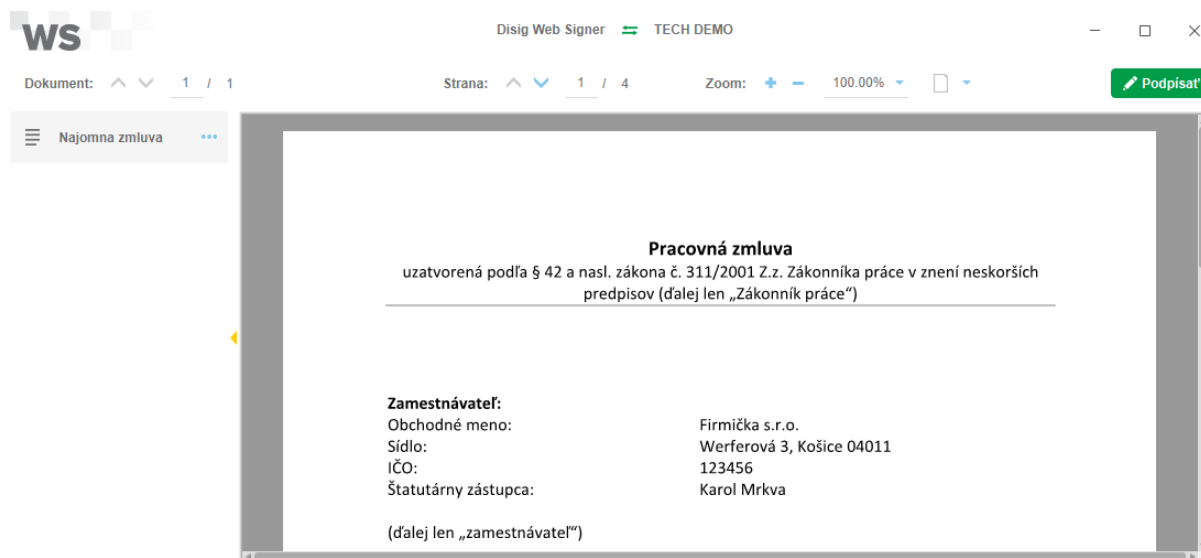 WS
Disig Web Signer TECH DEMO
Dokument: 1 / 1 Strana: 1 / 4 Zoom: 100.00% Podpísať
Najomna zmluva
Pracovná zmluva
uzatvorená podľa § 42 a nasl. zákona č. 311/2001 Z.z. Zákonníka práce v znení neskorších
predpisov (ďalej len „Zákonník práce“)
Zamestnávateľ:
Obchodné meno: Firmička s.r.o.
Sídlo: Werferová 3, Košice 04011
IČO: 123456
Štatutárny zástupca: Karol Mrkva
(ďalej len „zamestnávateľ“)